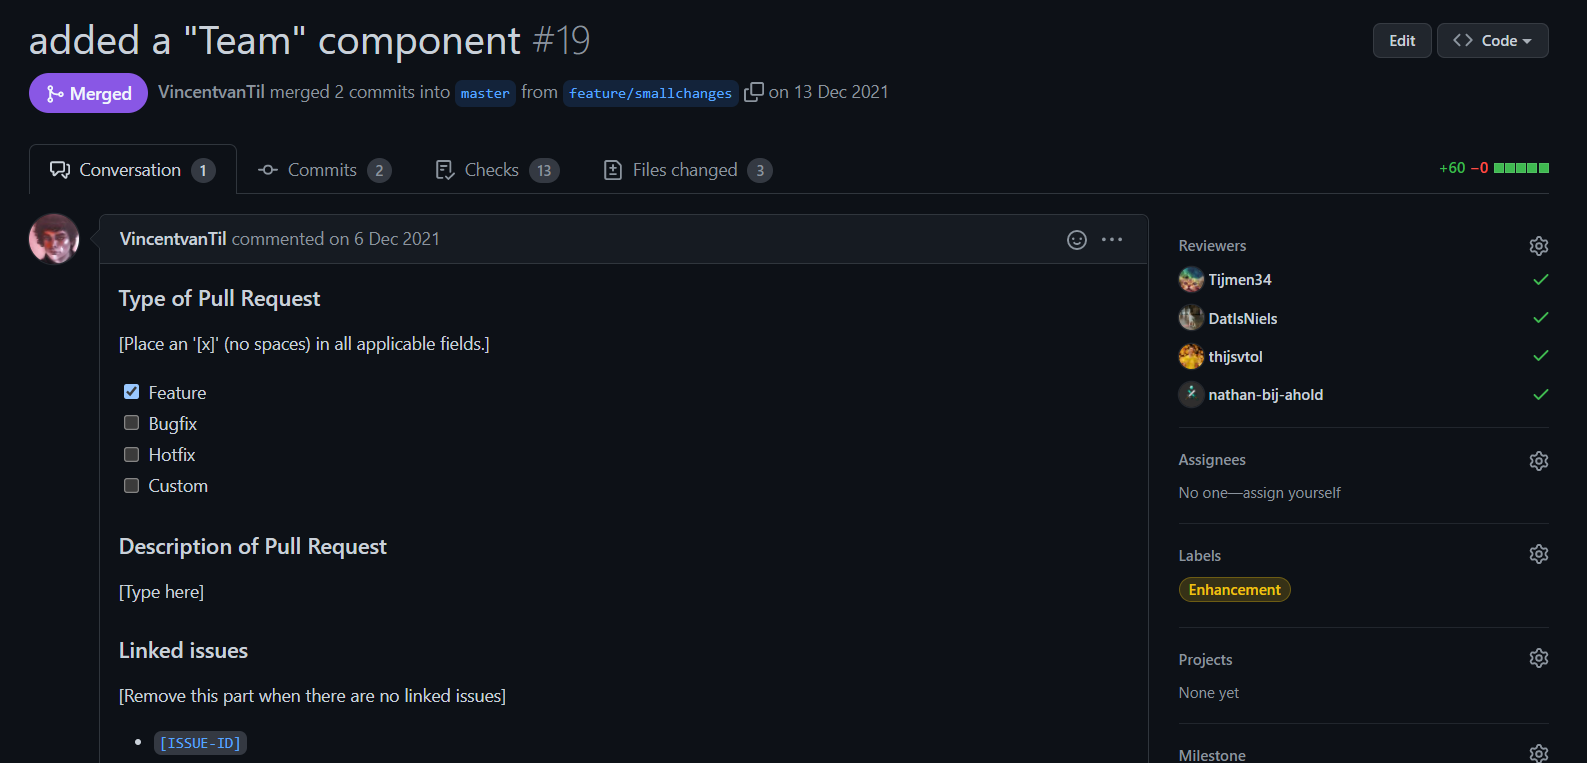 added a "Team" component #19
Edit
Code
Merged
VincentvanTil merged 2 commits into master from feature/smallchanges on 13 Dec 2021
Conversation 1
Commits 2
Checks 13
Files changed 3
+60 −0
VincentvanTil commented on 6 Dec 2021
Type of Pull Request
[Place an '[x]' (no spaces) in all applicable fields.]
Feature
Bugfix
Hotfix
Custom
Description of Pull Request
[Type here]
Linked issues
[Remove this part when there are no linked issues]
[ISSUE-ID]
Reviewers
Tijmen34
DatIsNiels
thijsvtol
nathan-bij-ahold
Assignees
No one—assign yourself
Labels
Enhancement
Projects
None yet
Milestone